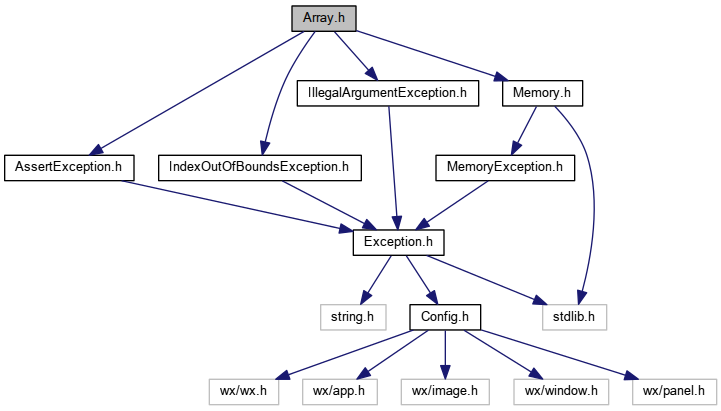 Array.h
IllegalArgumentException.h
Memory.h
AssertException.h
IndexOutOfBoundsException.h
MemoryException.h
Exception.h
string.h
Config.h
stdlib.h
wx/wx.h
wx/app.h
wx/image.h
wx/window.h
wx/panel.h